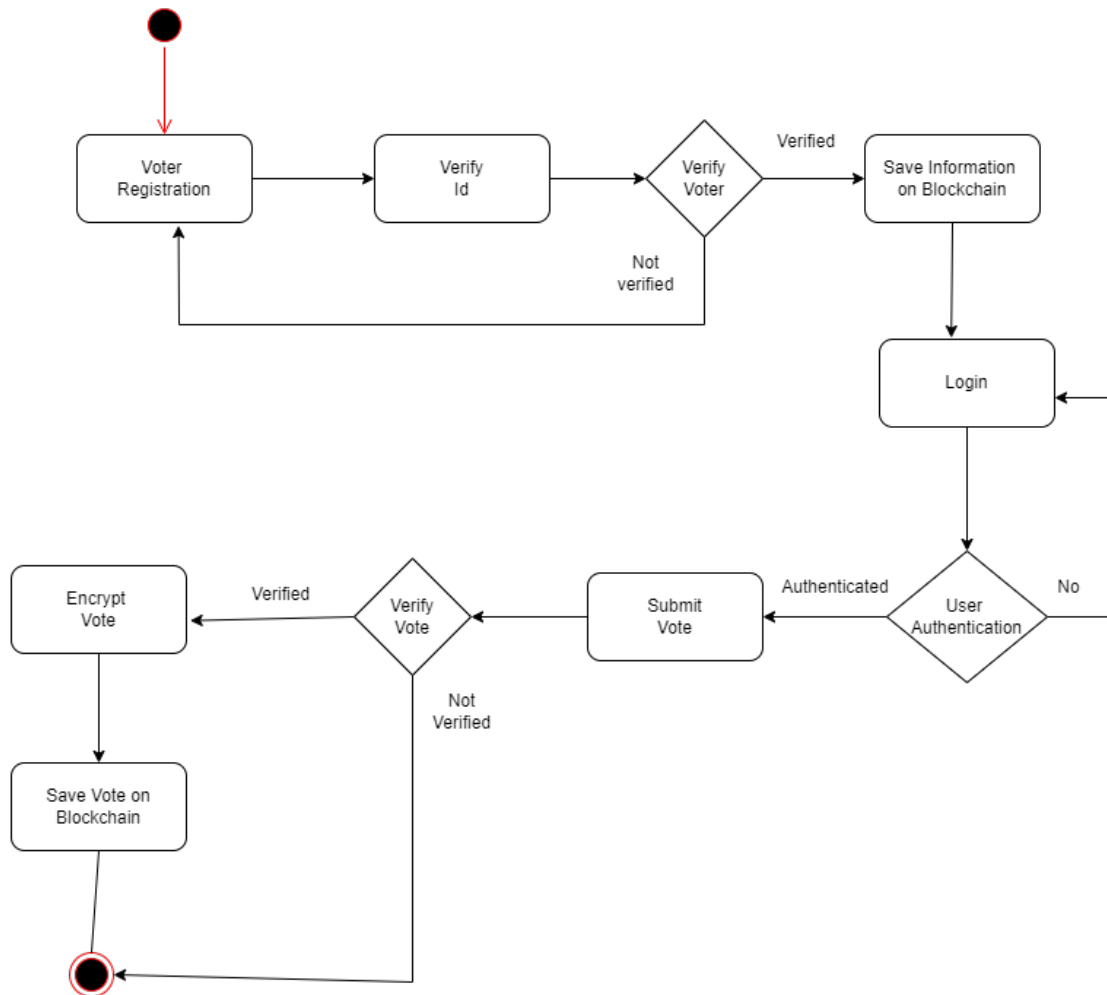 Voter
Registration
Verify
Id
Verify
Voter
Verified
Save Information
on Blockchain
Not
verified
Login
User
Authentication
No
Authenticated
Submit
Vote
Verify
Vote
Verified
Not
Verified
Encrypt
Vote
Save Vote on
Blockchain